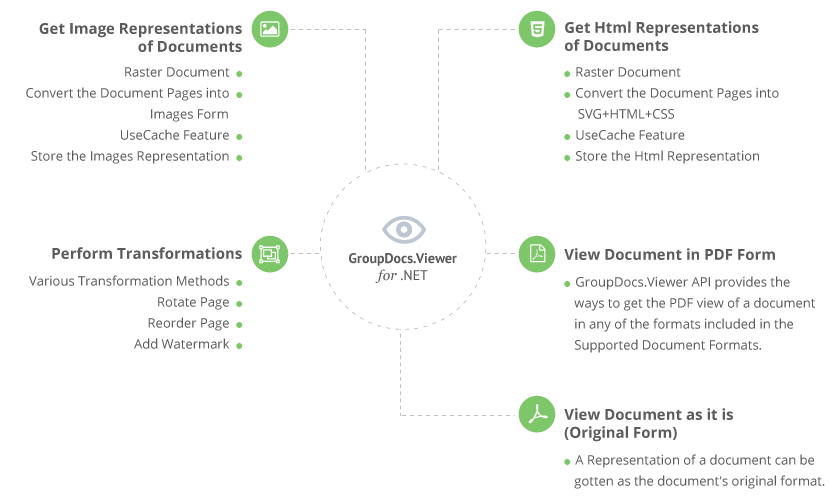 Get Image Representations
of Documents
Raster Document
Convert the Document Pages into
Images Form
UseCache Feature
Store the Images Representation
Get Html Representations
of Documents
Raster Document
Convert the Document Pages into
SVG+HTML+CSS
UseCache Feature
Store the Html Representation
GroupDocs.Viewer
for .NET
Perform Transformations
Various Transformation Methods
Rotate Page
Reorder Page
Add Watermark
View Document in PDF Form
GroupDocs.Viewer API provides the
ways to get the PDF view of a document
in any of the formats included in the
Supported Document Formats.
View Document as it is
(Original Form)
A Representation of a document can be
gotten as the document's original format.